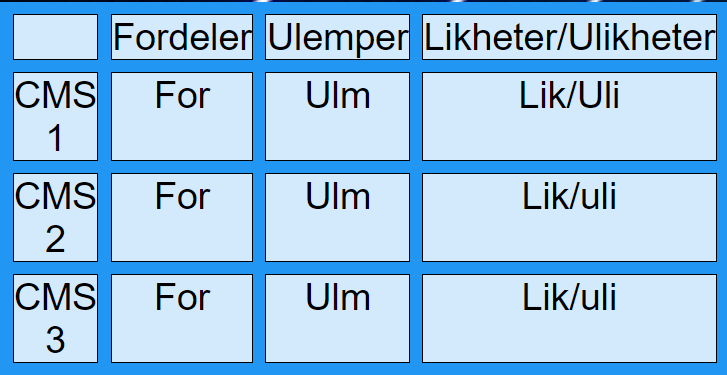 Fordeler Ulemper Likheter/Ulikheter
CMS For Ulm Lik/Uli
1
CMS For Ulm Lik/uli
2
CMS For Ulm Lik/uli
3